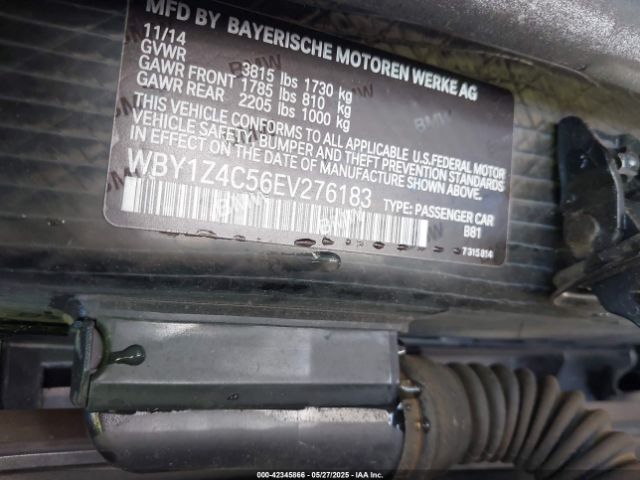 MFD BY BAYERISCHE MOTOREN WERKE AG
11/14
GVWR 3815 lbs 1730 kg
GAWR FRONT 1785 lbs 810 kg
GAWR REAR 2205 lbs 1000 kg
THIS VEHICLE CONFORMS TO ALL APPLICABLE U.S. FEDERAL MOTOR
VEHICLE SAFETY, BUMPER AND THEFT PREVENTION STANDARDS
IN EFFECT ON THE DATE OF MANUFACTURE SHOWN ABOVE.
WBY1Z4C56EV276183
TYPE: PASSENGER CAR
B81
7315014
000-42345866 05/27/2025 IAAI.COM